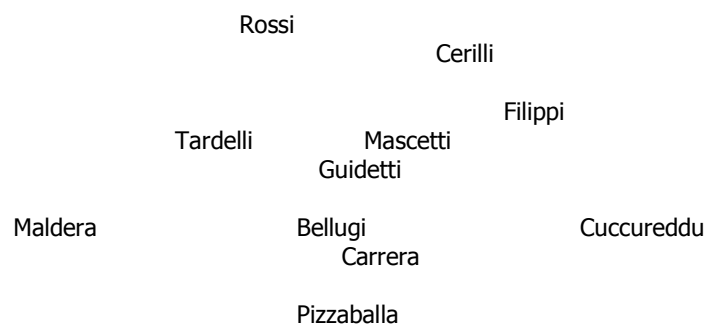 Rossi
Cerilli
Filippi
Tardelli Mascetti
Guidetti
Maldera Bellugi Cuccureddu
Carrera
Pizzaballa